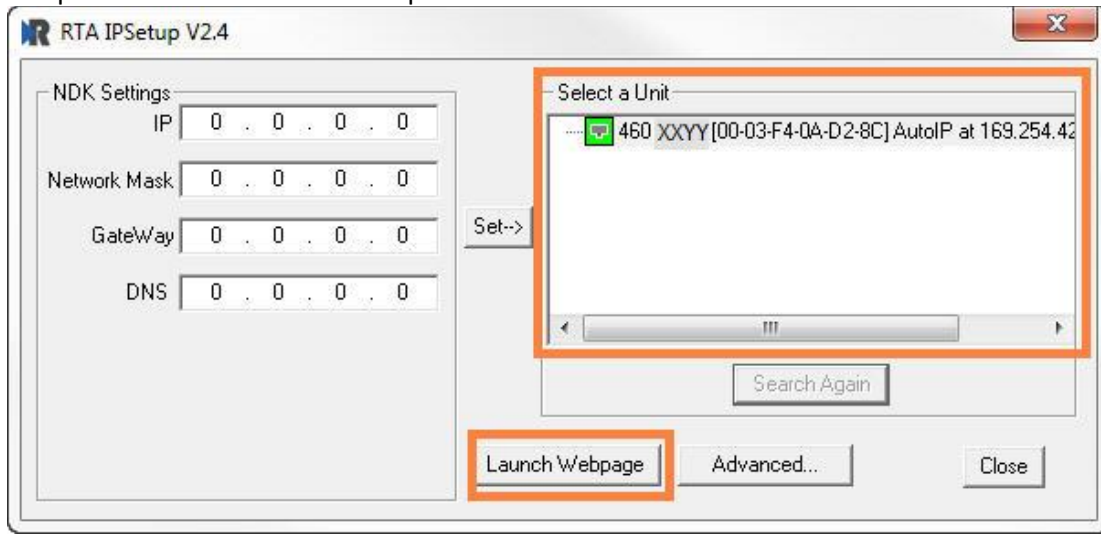 RTA IPSetup V2.4
NDK Settings
IP 0 . 0 . 0 . 0
Network Mask 0 . 0 . 0 . 0
GateWay 0 . 0 . 0 . 0
DNS 0 . 0 . 0 . 0
Set-->
Select a Unit
460 XXYY [00-03-F4-0A-D2-8C] AutoIP at 169.254.42
Search Again
Launch Webpage
Advanced...
Close